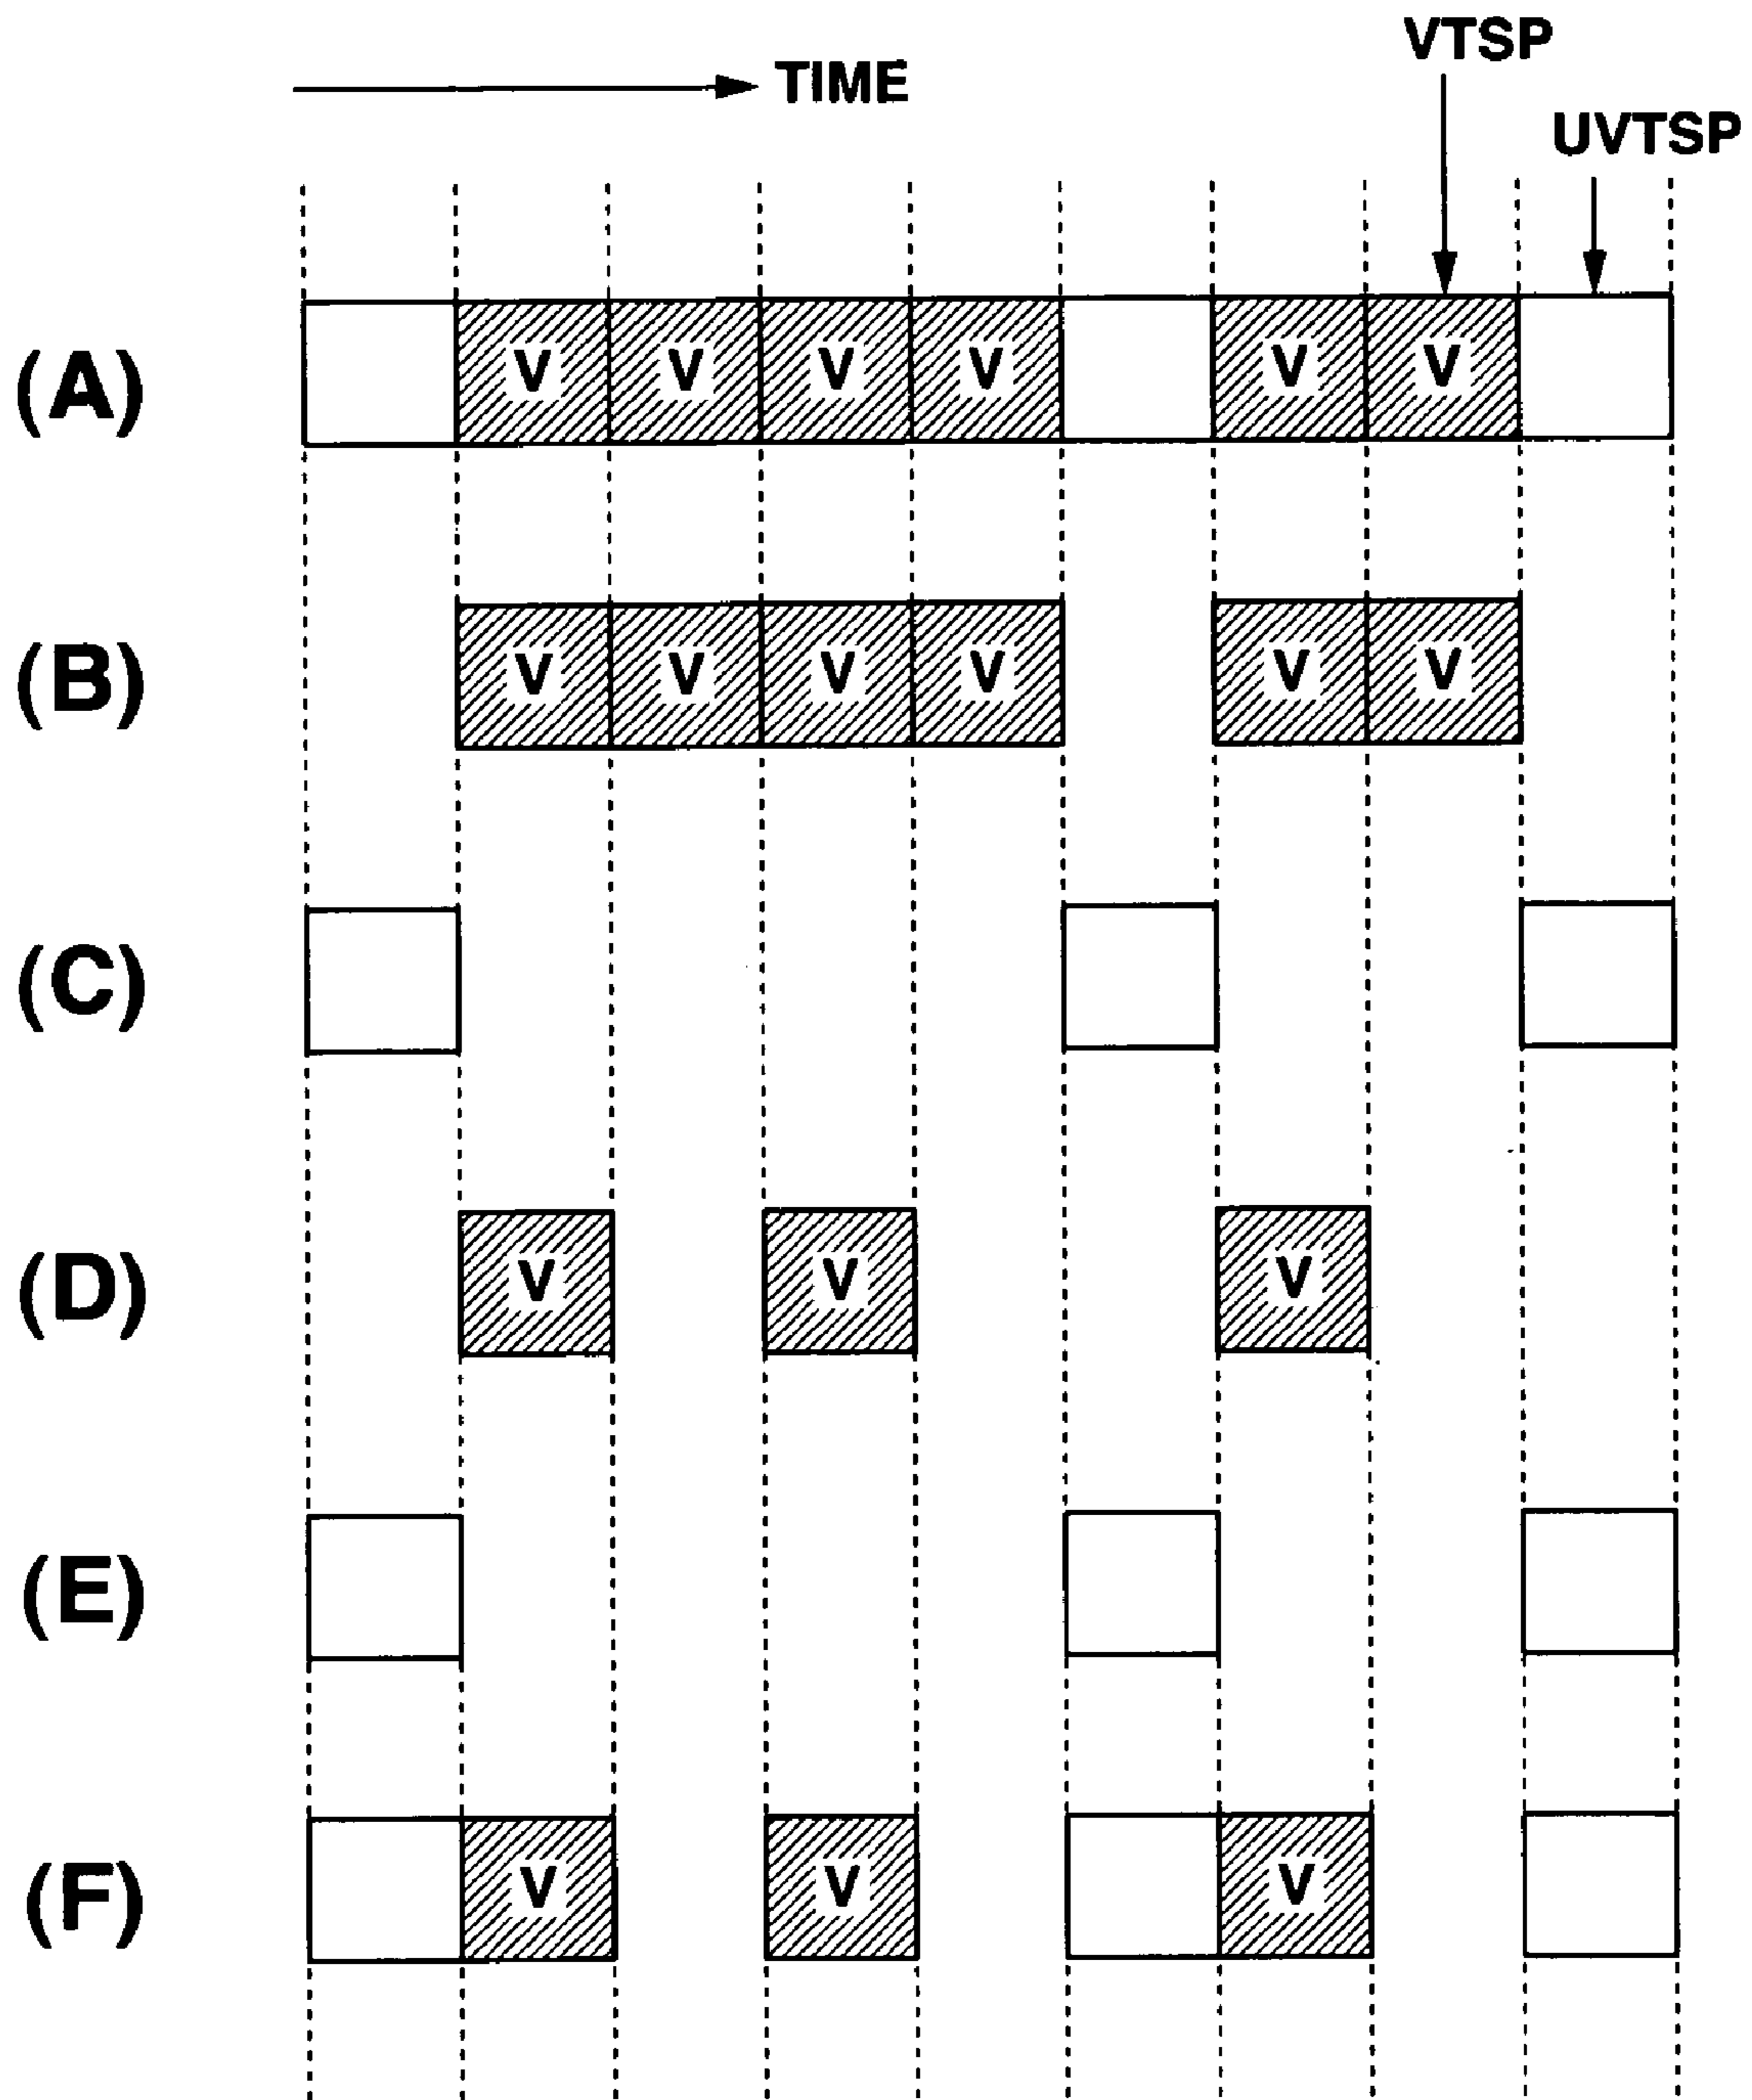 VTSP
TIME
UVTSP
(A) V V V V V V
(B) V V V V V V
(C)
(D) V V V
(E)
(F) V V V